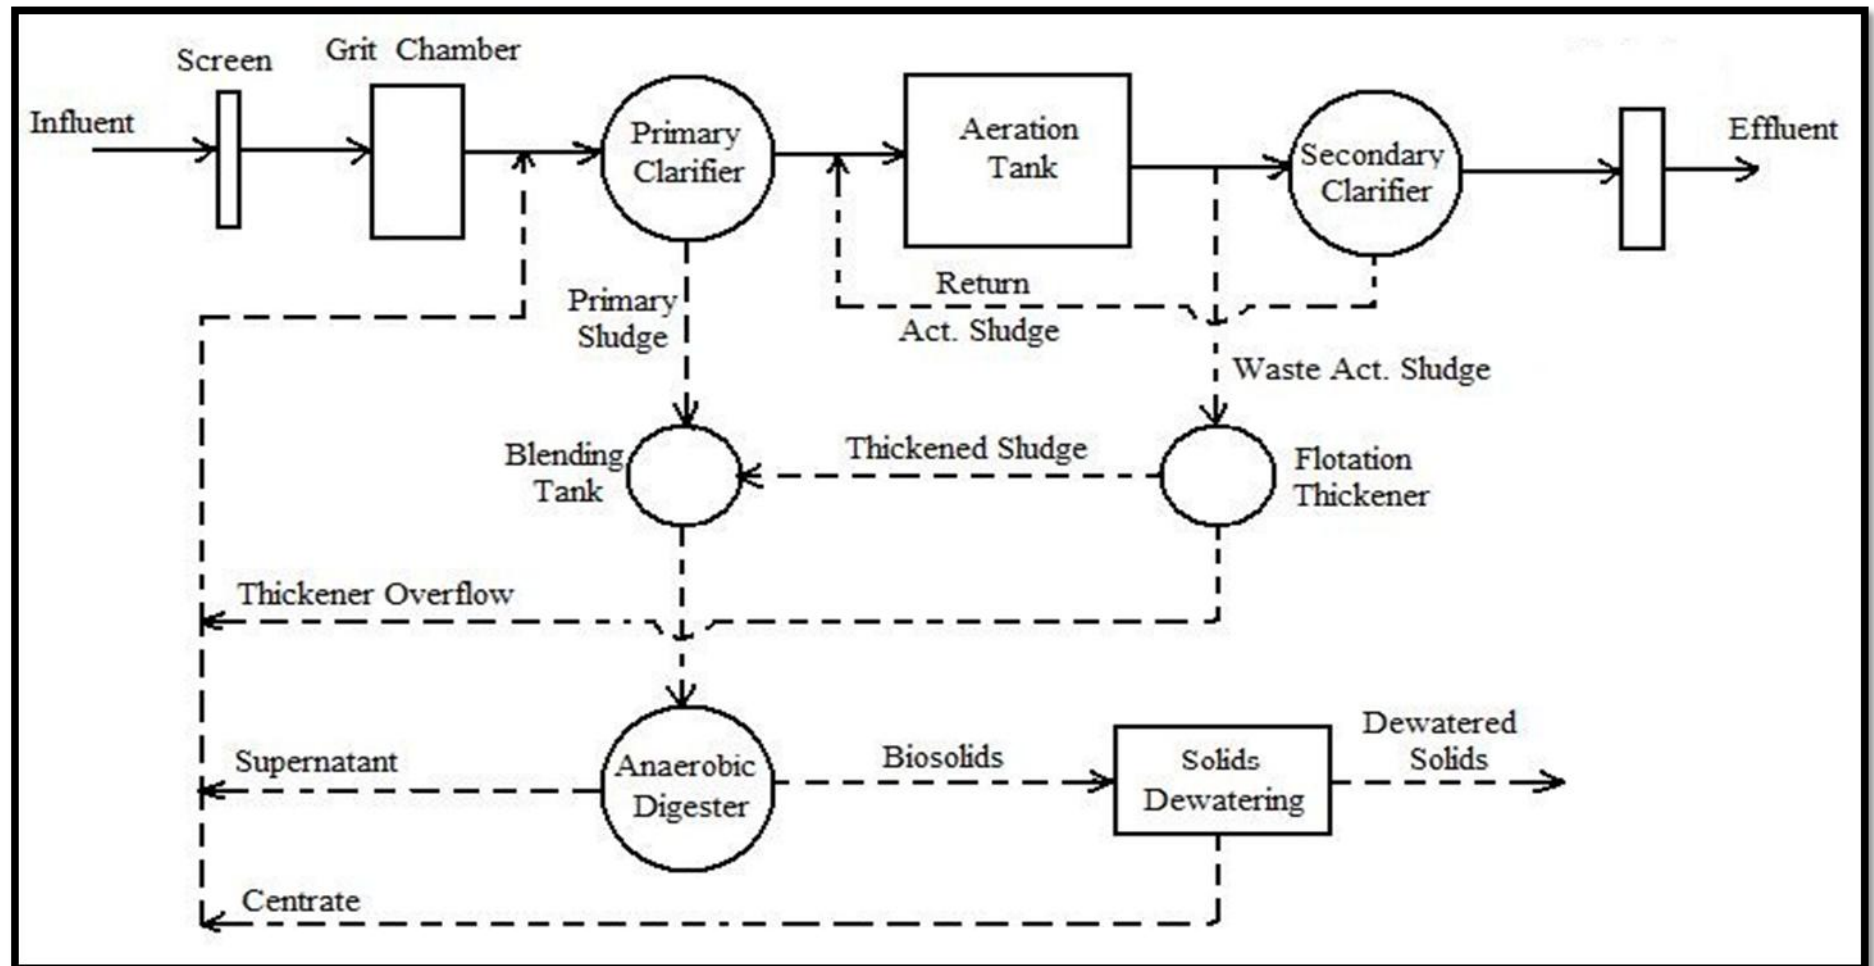 Screen
Grit Chamber
Influent
Primary
Clarifier
Aeration
Tank
Secondary
Clarifier
Effluent
Primary
Sludge
Return
Act. Sludge
Waste Act. Sludge
Blending
Tank
Thickened Sludge
Flotation
Thickener
Thickener Overflow
Supernatant
Anaerobic
Digester
Biosolids
Solids
Dewatering
Dewatered
Solids
Centrate